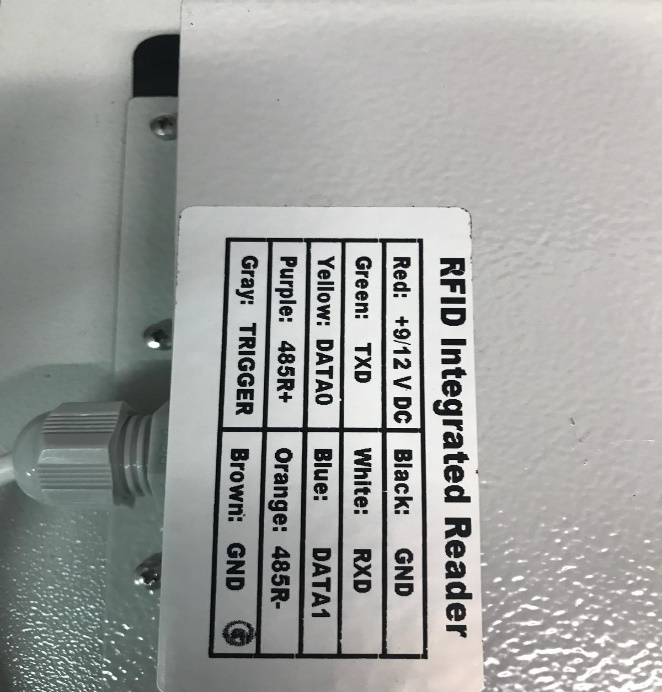 RFID Integrated Reader
Red: +9/12 V DC Black: GND
Green: TXD White: RXD
Yellow: DATA0 Blue: DATA1
Purple: 485R+ Orange: 485R-
Gray: TRIGGER Brown: GND